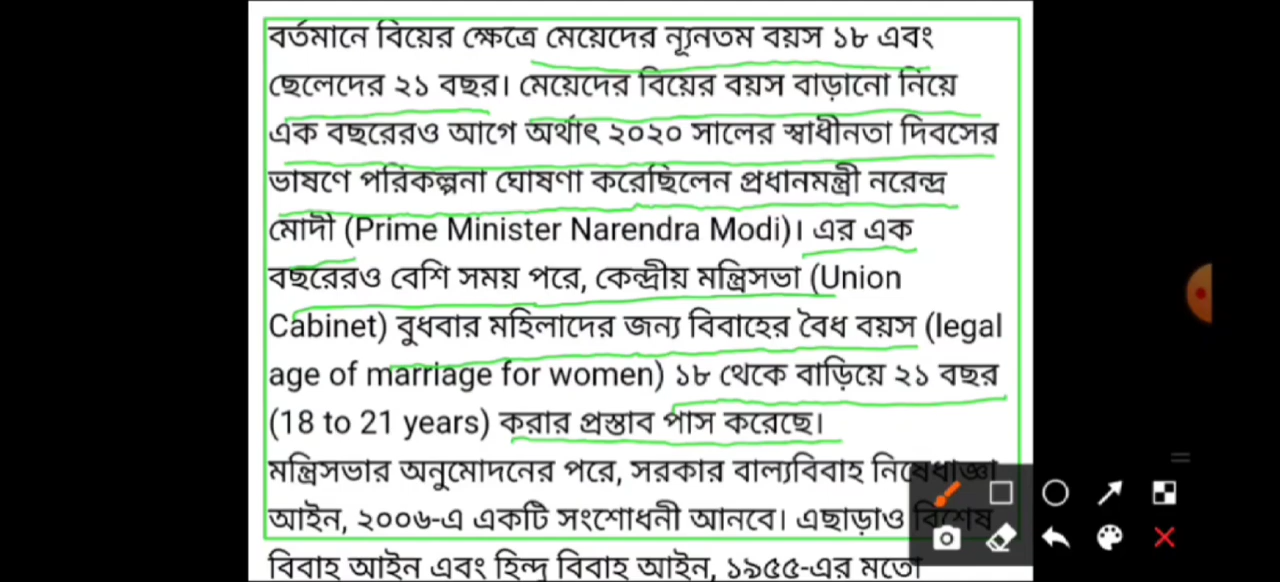 বর্তমানে বিয়ের ক্ষেত্রে মেয়েদের ন্যূনতম বয়স ১৮ এবং
ছেলেদের ২১ বছর। মেয়েদের বিয়ের বয়স বাড়ানো নিয়ে
এক বছরেরও আগে অর্থাৎ ২০২০ সালের স্বাধীনতা দিবসের
ভাষণে পরিকল্পনা ঘোষণা করেছিলেন প্রধানমন্ত্রী নরেন্দ্র
মোদী (Prime Minister Narendra Modi)। এর এক
বছরেরও বেশি সময় পরে, কেন্দ্রীয় মন্ত্রিসভা (Union
Cabinet) বুধবার মহিলাদের জন্য বিবাহের বৈধ বয়স (legal
age of marriage for women) ১৮ থেকে বাড়িয়ে ২১ বছর
(18 to 21 years) করার প্রস্তাব পাস করেছে।
মন্ত্রিসভার অনুমোদনের পরে, সরকার বাল্যবিবাহ নিষেধাজ্ঞা
আইন, ২০০৬-এ একটি সংশোধনী আনবে। এছাড়াও বিশেষ
বিবাহ আইন এবং হিন্দু বিবাহ আইন, ১৯৫৫-এর মতো